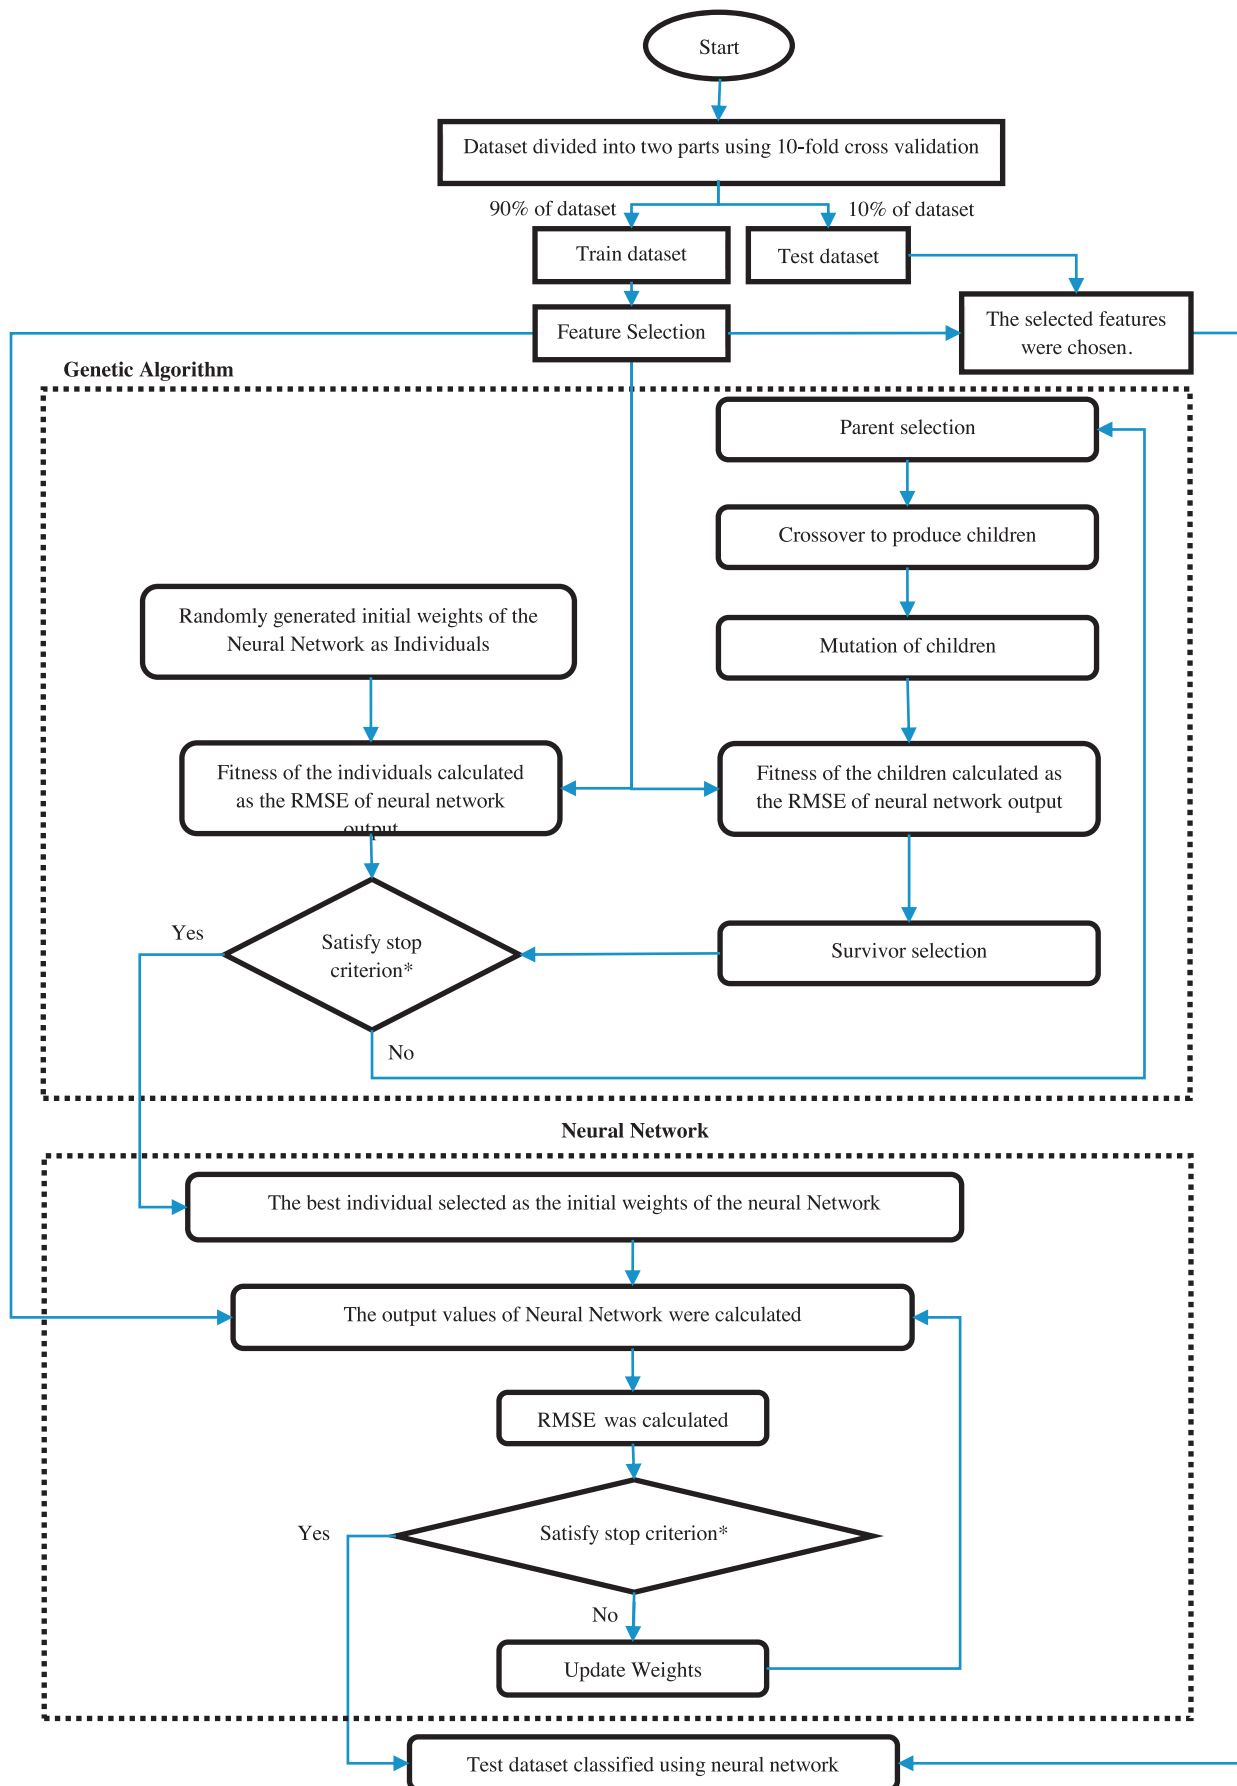 Start
Dataset divided into two parts using 10-fold cross validation
90% of dataset
10% of dataset
Train dataset
Test dataset
Feature Selection
The selected features
were chosen.
Genetic Algorithm
Parent selection
Crossover to produce children
Randomly generated initial weights of the
Neural Network as Individuals
Mutation of children
Fitness of the individuals calculated
as the RMSE of neural network
output
Fitness of the children calculated as
the RMSE of neural network output
Yes
Satisfy stop
criterion*
Survivor selection
No
Neural Network
The best individual selected as the initial weights of the neural Network
The output values of Neural Network were calculated
RMSE was calculated
Yes
Satisfy stop criterion*
No
Update Weights
Test dataset classified using neural network